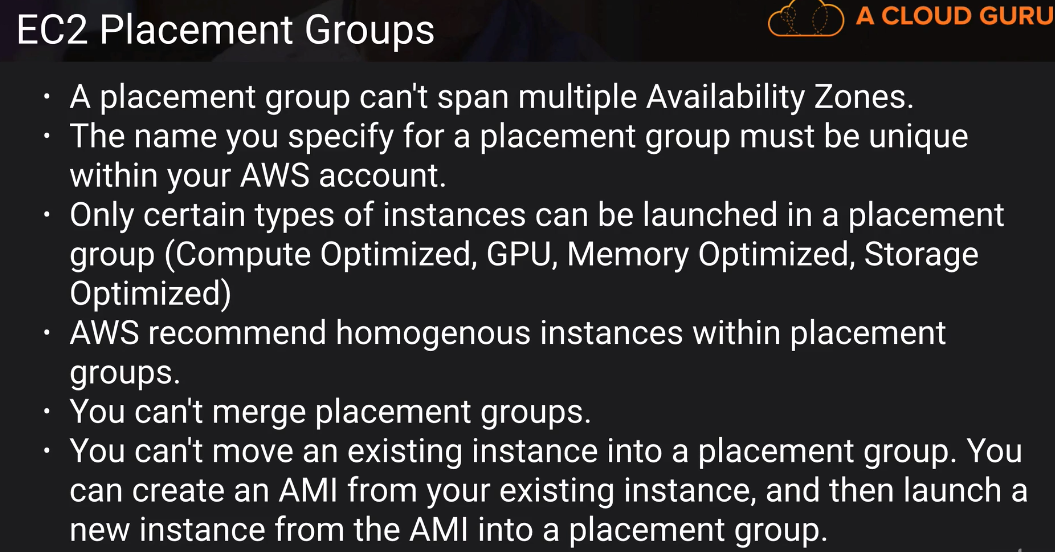 EC2 Placement Groups
A CLOUD GURU
· A placement group can't span multiple Availability Zones.
· The name you specify for a placement group must be unique
within your AWS account.
· Only certain types of instances can be launched in a placement
group (Compute Optimized, GPU, Memory Optimized, Storage
Optimized)
· AWS recommend homogenous instances within placement
groups.
· You can't merge placement groups.
· You can't move an existing instance into a placement group. You
can create an AMI from your existing instance, and then launch a
new instance from the AMI into a placement group.